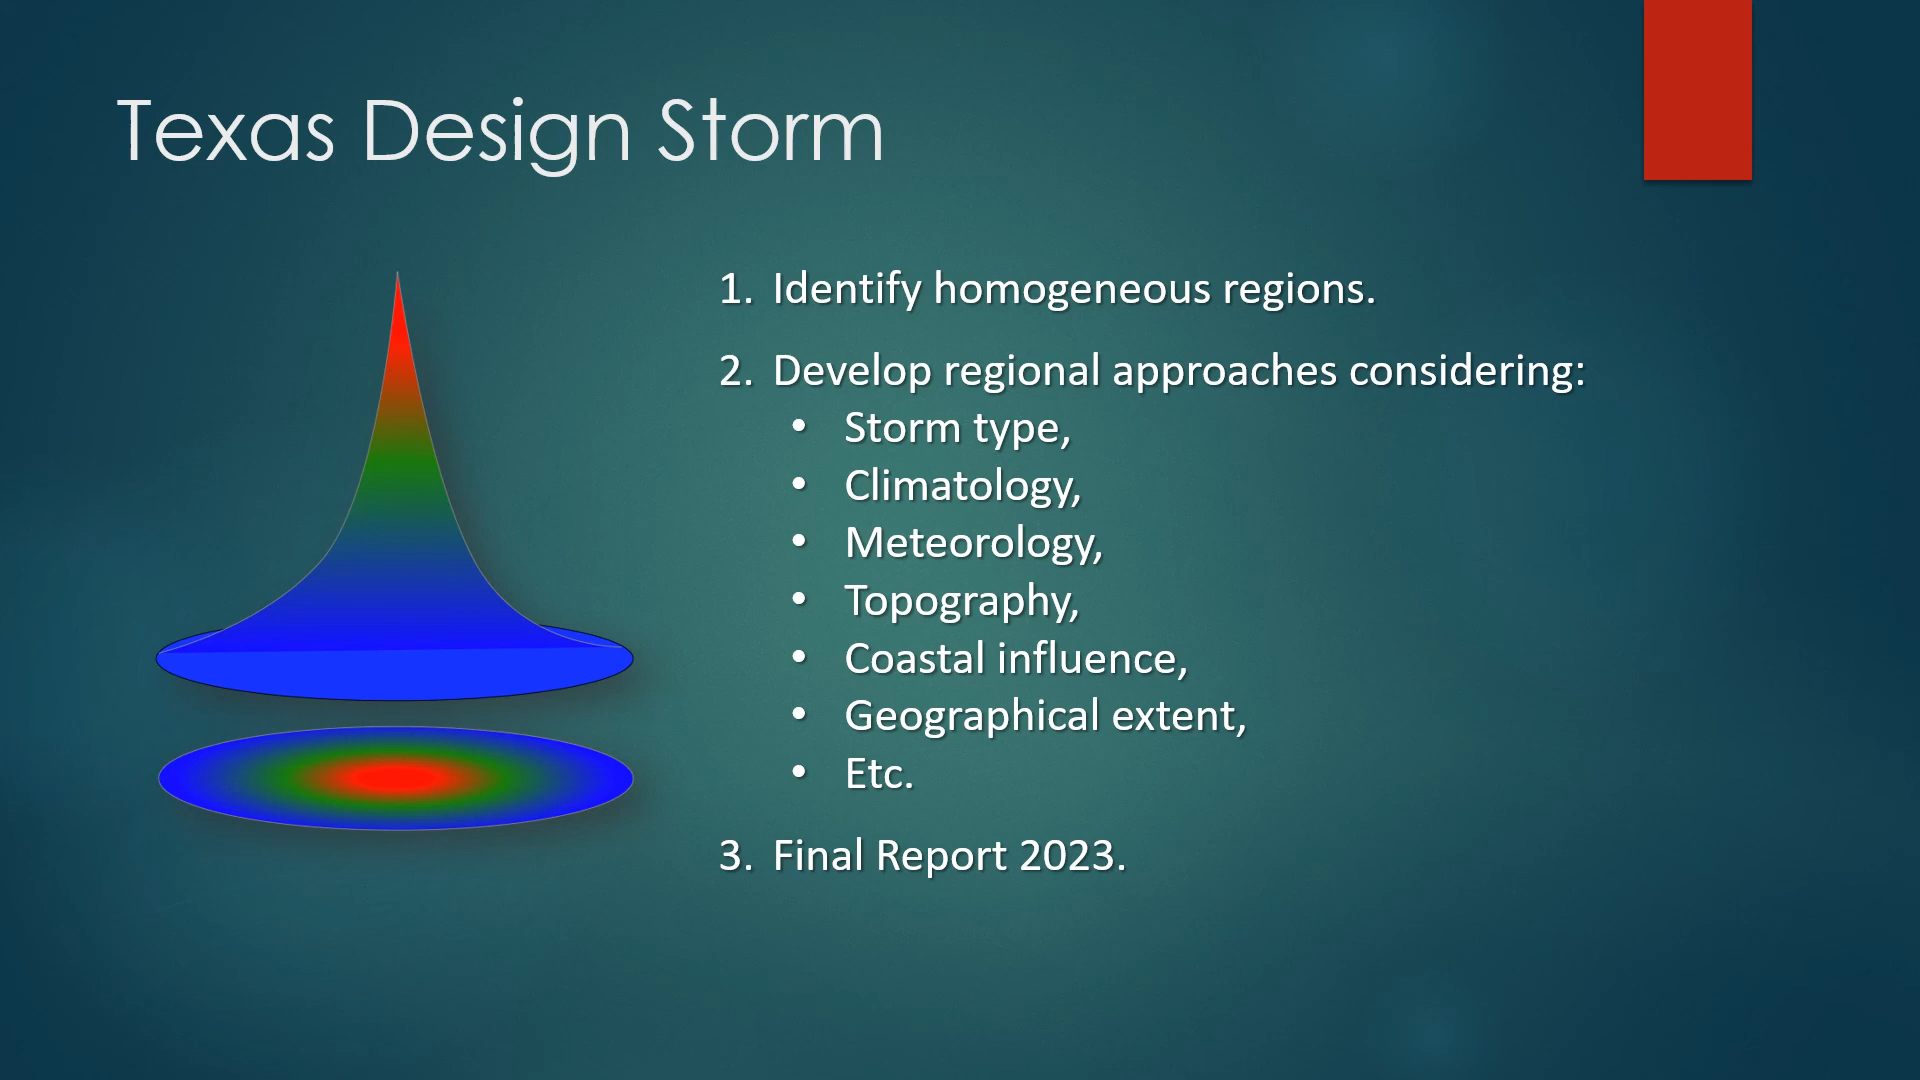 Texas Design Storm
1. Identify homogeneous regions.
2. Develop regional approaches considering:
• Storm type,
• Climatology,
• Meteorology,
• Topography,
• Coastal influence,
• Geographical extent,
• Etc.
3. Final Report 2023.